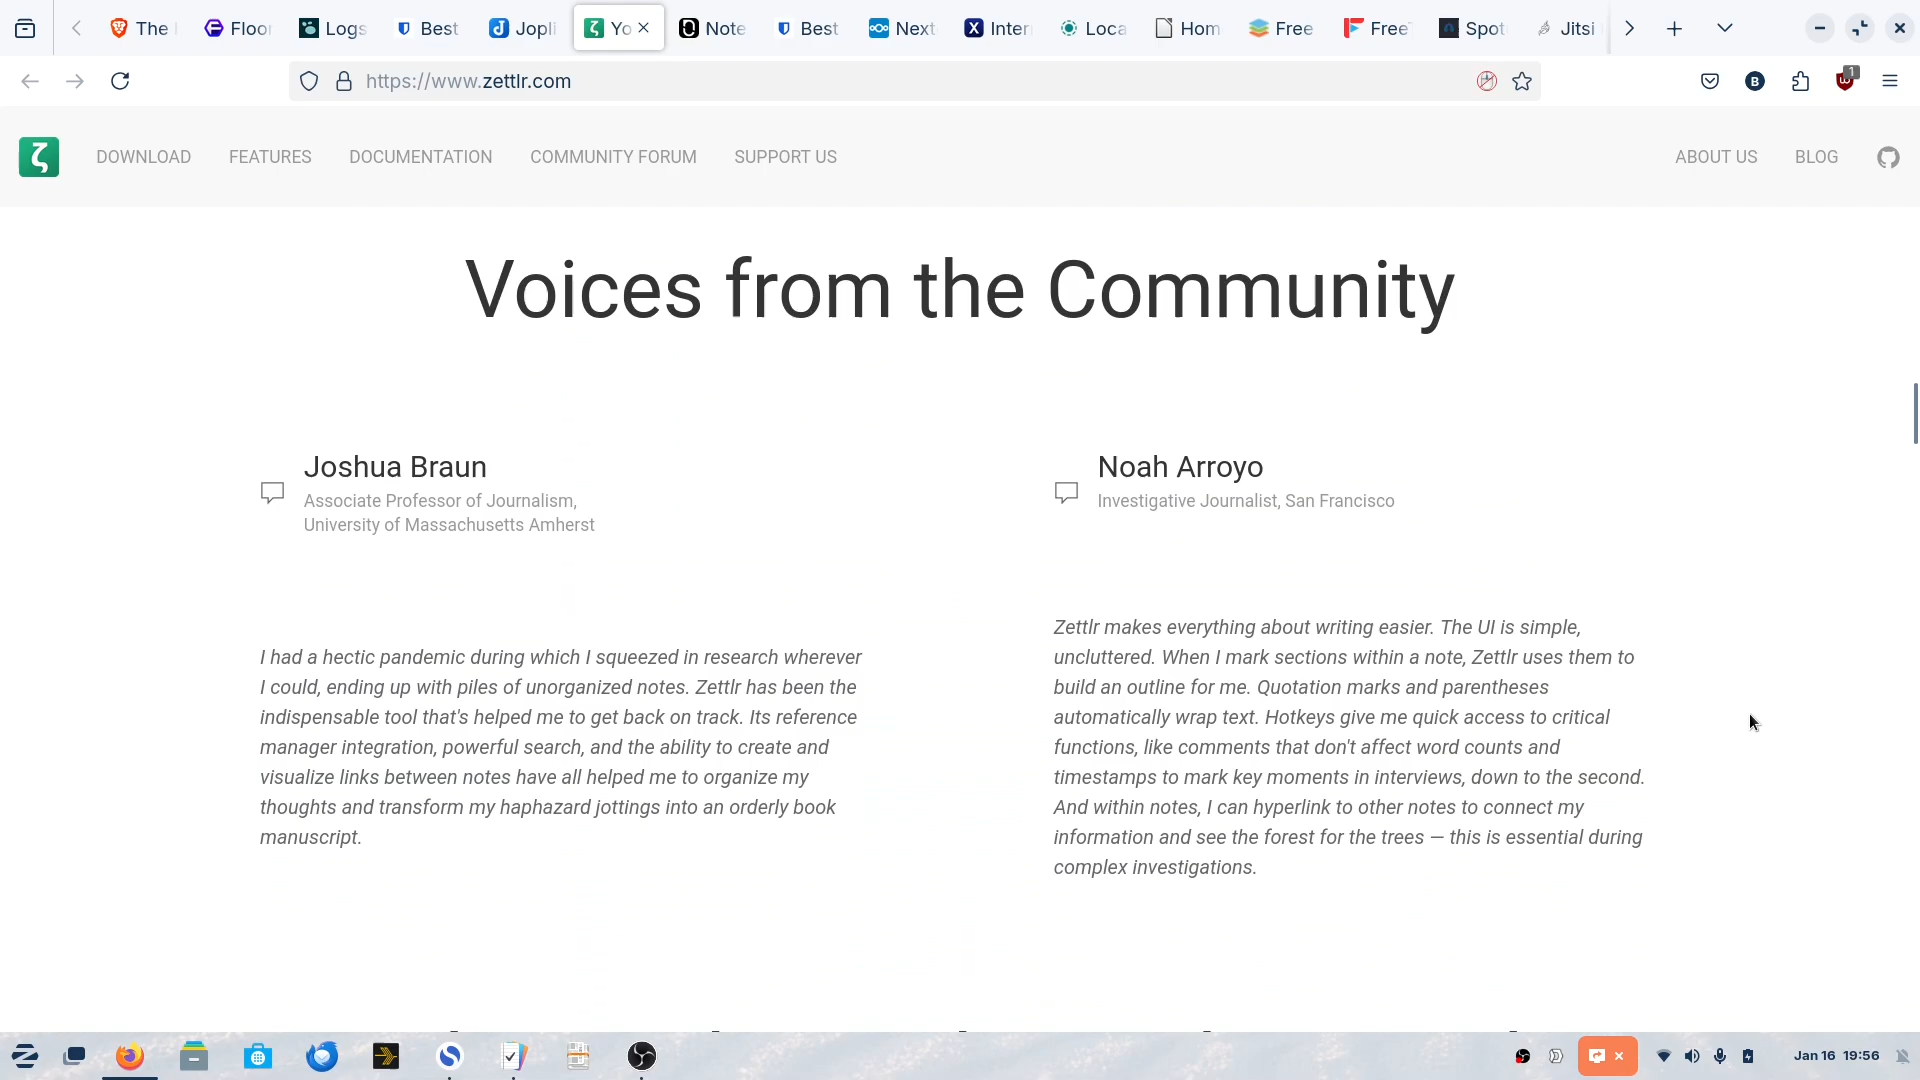 The
Floor
Logs
Best
Jopli
Yo
Note
Best
Next
Inter
Loca
Hom
Free
Free
Spot
Jitsi
https://www.zettlr.com
B
1
DOWNLOAD
FEATURES
DOCUMENTATION
COMMUNITY FORUM
SUPPORT US
ABOUT US
BLOG
Voices from the Community
Joshua Braun
Associate Professor of Journalism,
University of Massachusetts Amherst
I had a hectic pandemic during which I squeezed in research wherever
I could, ending up with piles of unorganized notes. Zettlr has been the
indispensable tool that's helped me to get back on track. Its reference
manager integration, powerful search, and the ability to create and
visualize links between notes have all helped me to organize my
thoughts and transform my haphazard jottings into an orderly book
manuscript.
Noah Arroyo
Investigative Journalist, San Francisco
Zettlr makes everything about writing easier. The UI is simple,
uncluttered. When I mark sections within a note, Zettlr uses them to
build an outline for me. Quotation marks and parentheses
automatically wrap text. Hotkeys give me quick access to critical
functions, like comments that don't affect word counts and
timestamps to mark key moments in interviews, down to the second.
And within notes, I can hyperlink to other notes to connect my
information and see the forest for the trees — this is essential during
complex investigations.
Jan 16 19:56